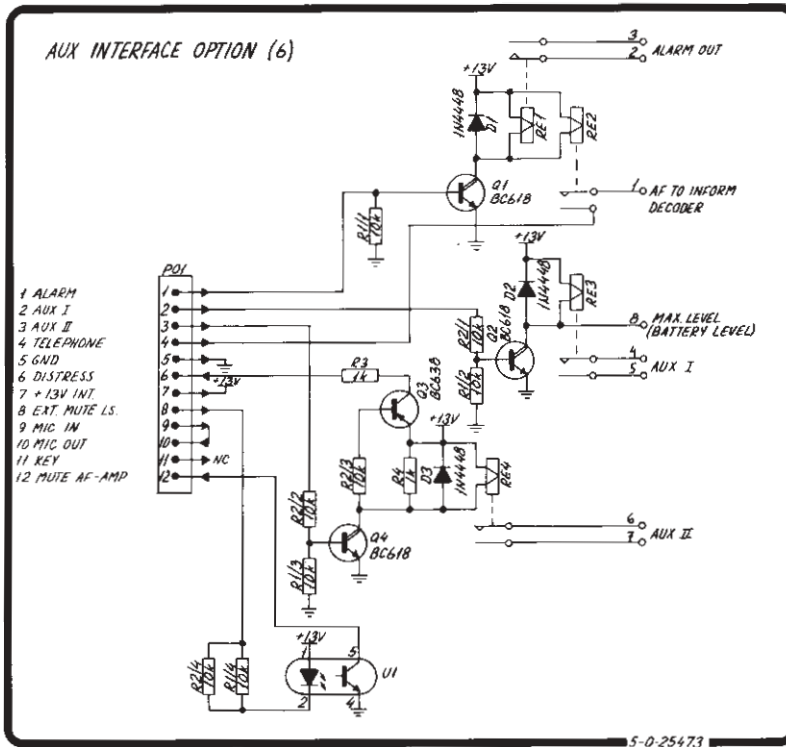 AUX INTERFACE OPTION (6)
3
2
ALARM OUT
+13V
1N4448
D1
RE1
RE2
Q1
BC618
1
AF TO INFORM
DECODER
R1/1
10k
+13V
D2
1N4448
RE3
8
MAX. LEVEL
(BATTERY LEVEL)
Q2
BC618
R2/1
10k
R1/2
10k
4
5
AUX I
P01
1 ALARM
2 AUX I
3 AUX II
4 TELEPHONE
5 GND
6 DISTRESS
7 +13V INT.
8 EXT. MUTE LS.
9 MIC IN
10 MIC OUT
11 KEY
12 MUTE AF-AMP
1
2
3
4
5
6
7
8
9
10
11
12
+13V
NC
R3
1k
Q3
BC638
+13V
R2/3
10k
R4
1k
D3
1N4448
RE4
6
7
AUX II
R2/2
10k
Q4
BC618
R1/3
10k
R2/4
10k
R1/4
10k
+13V
1
5
U1
2
4
5-0-25473